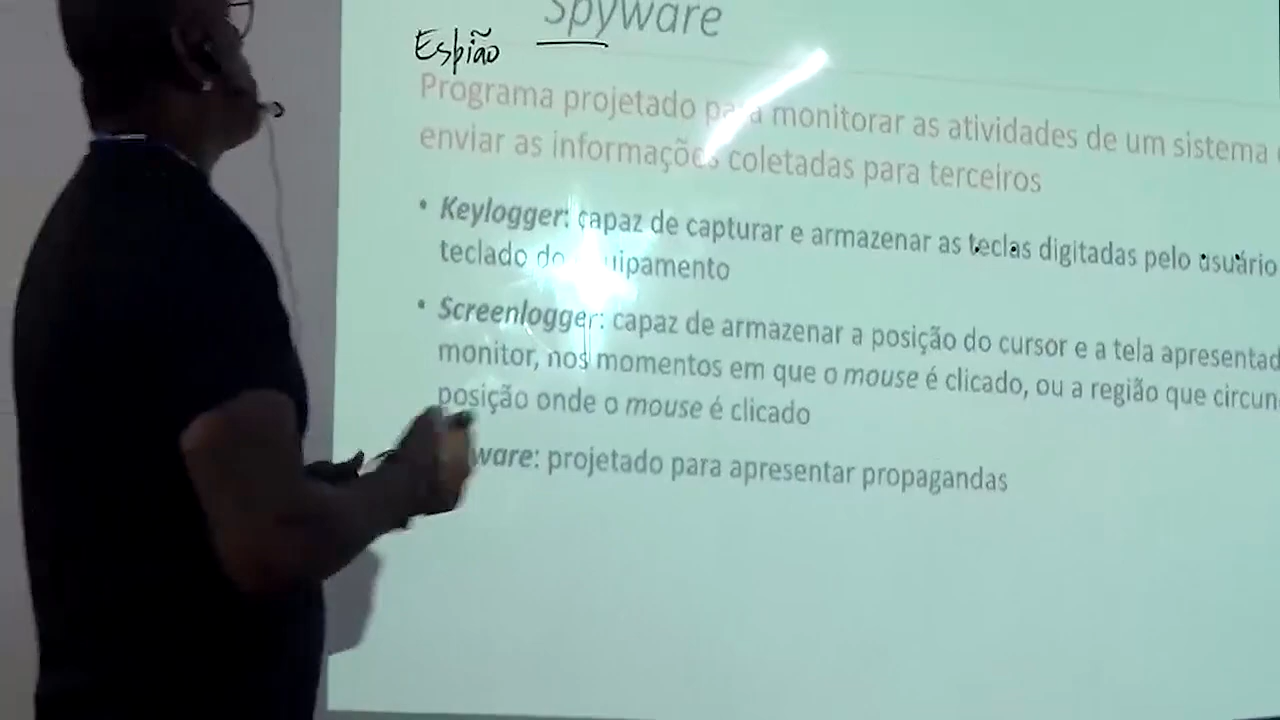 Spyware
Espião
Programa projetado para monitorar as atividades de um sistema
enviar as informações coletadas para terceiros
• Keylogger: capaz de capturar e armazenar as teclas digitadas pelo usuário
teclado do equipamento
• Screenlogger: capaz de armazenar a posição do cursor e a tela apresentad
monitor, nos momentos em que o mouse é clicado, ou a região que circun
posição onde o mouse é clicado
ware: projetado para apresentar propagandas